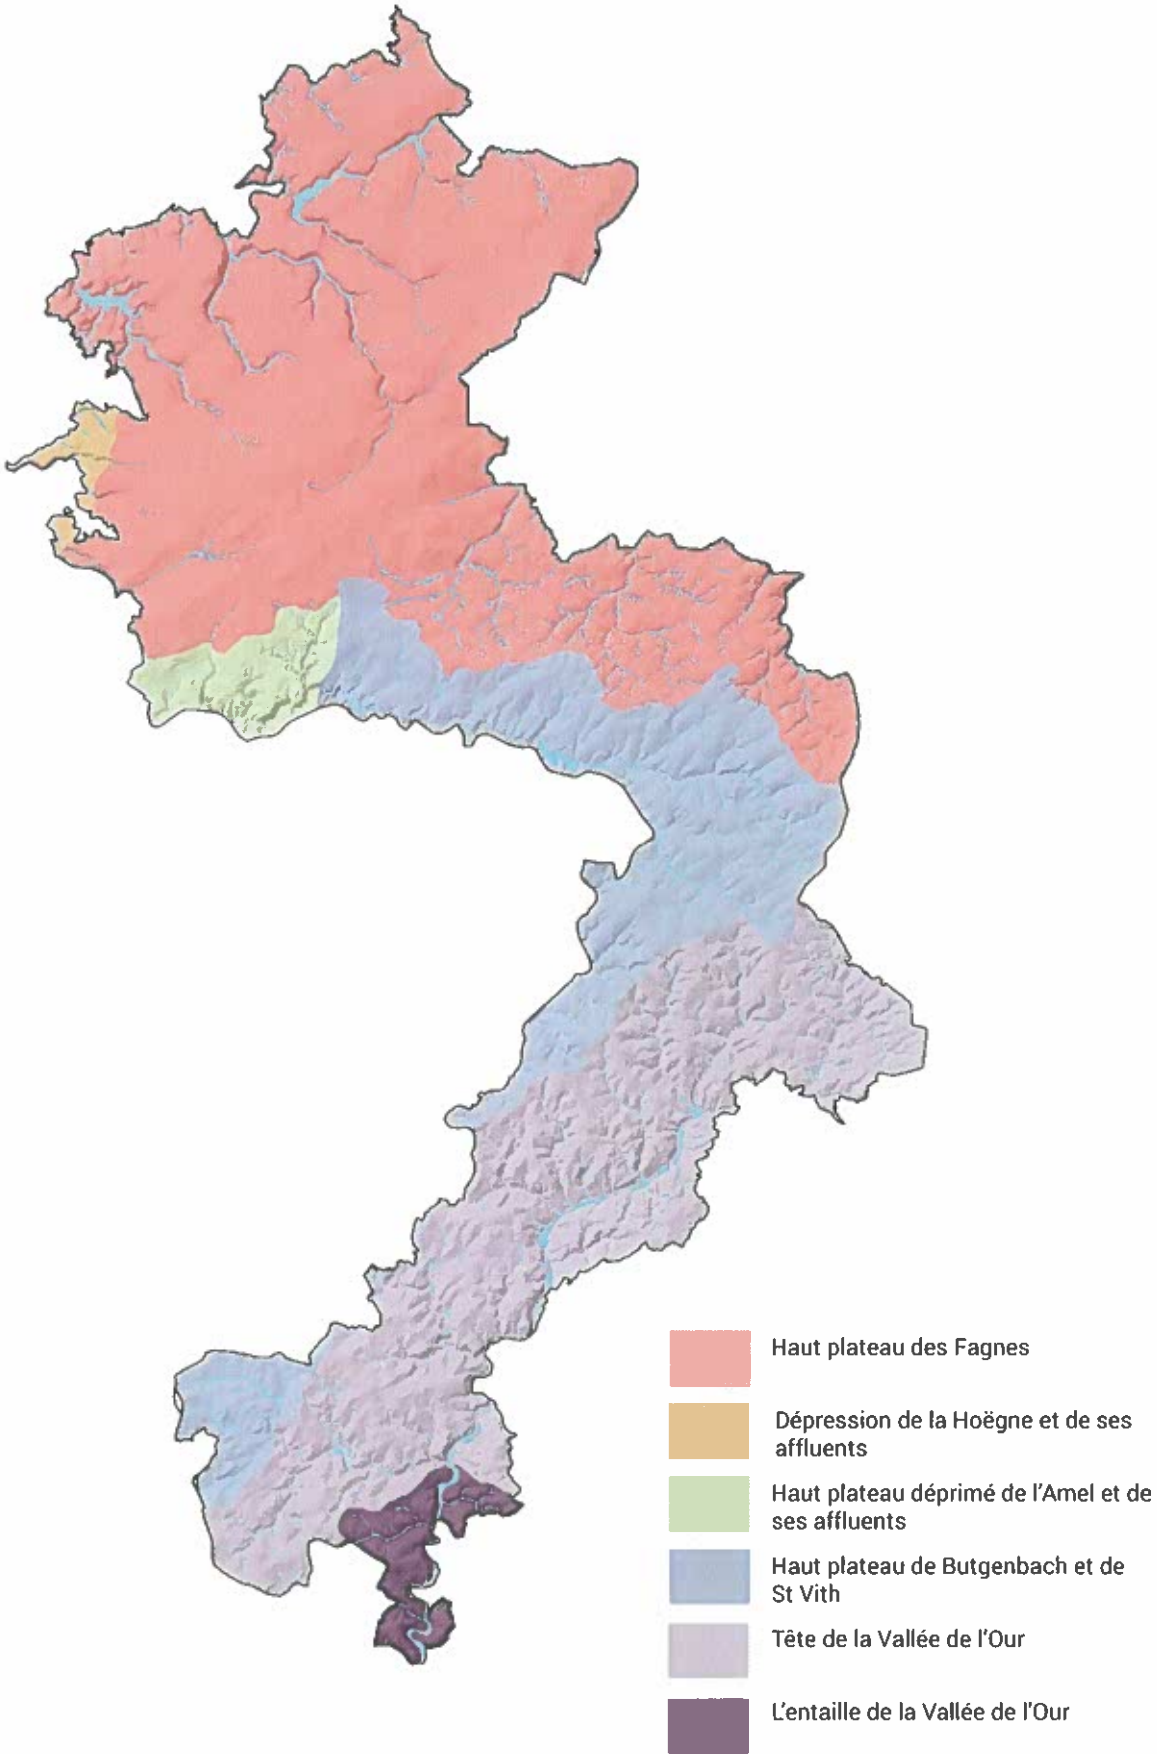 Haut plateau des Fagnes
Dépression de la Hoëgne et de ses
affluents
Haut plateau déprimé de l'Amel et de
ses affluents
Haut plateau de Butgenbach et de
St Vith
Tête de la Vallée de l'Our
L'entaille de la Vallée de l'Our